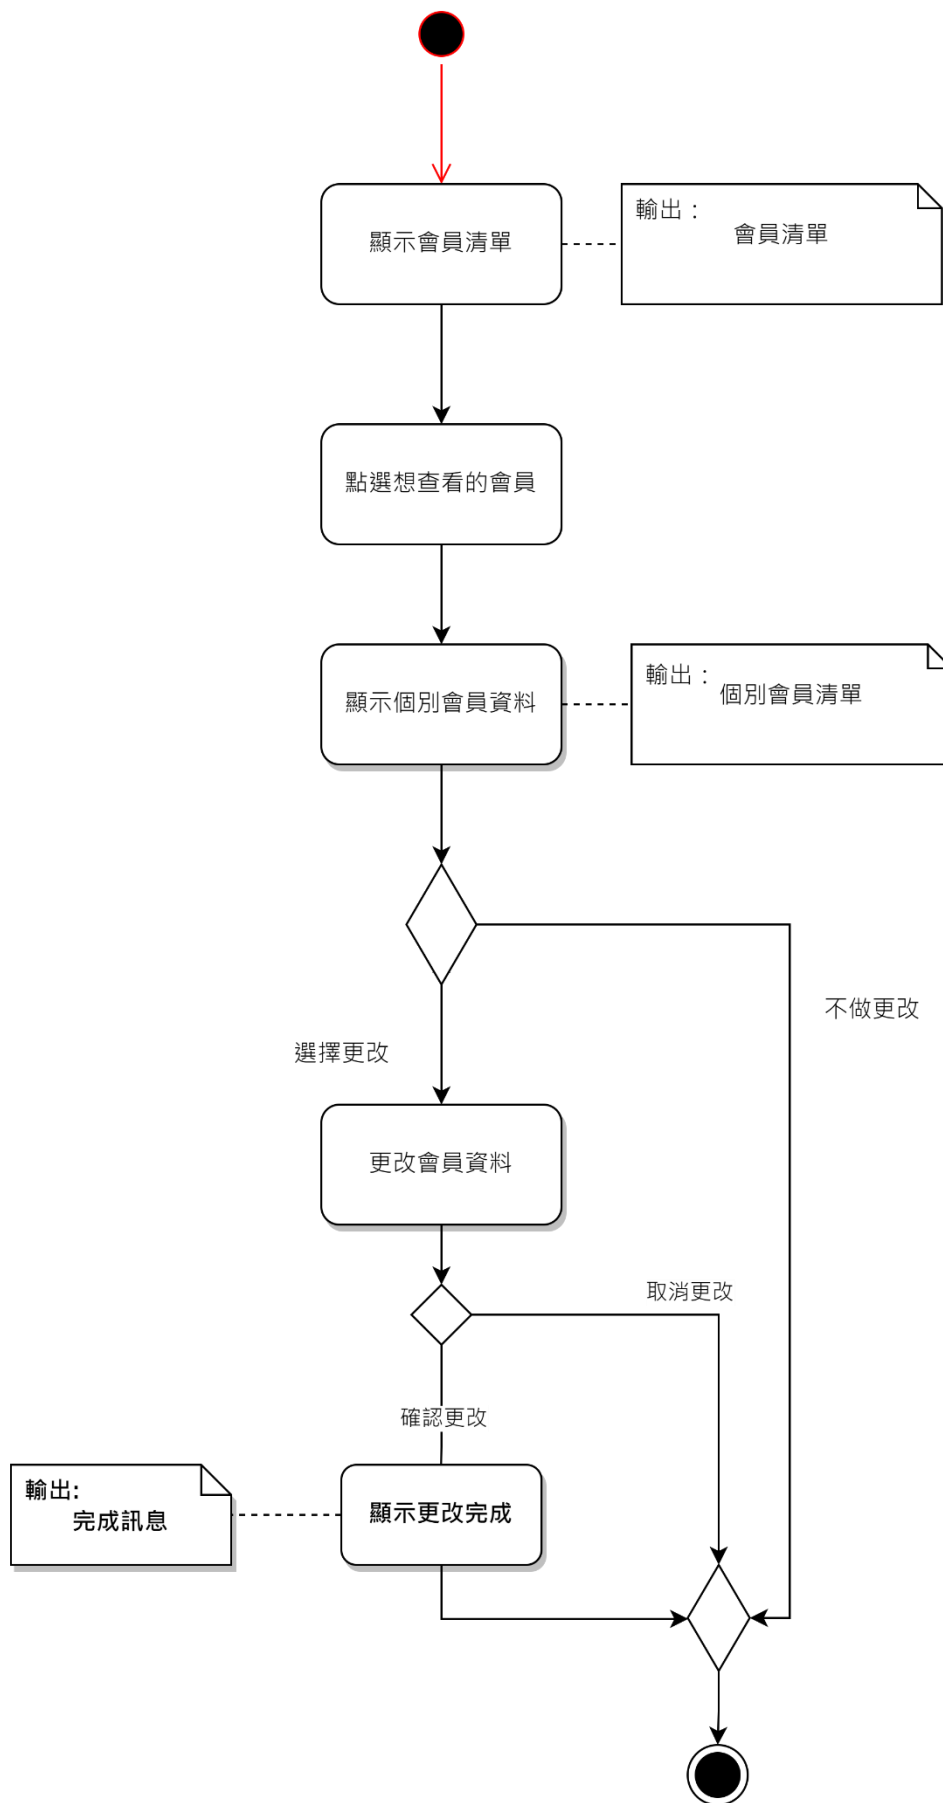 顯示會員清單
輸出：
會員清單
點選想查看的會員
顯示個別會員資料
輸出：
個別會員清單
不做更改
選擇更改
更改會員資料
取消更改
確認更改
輸出:
完成訊息
顯示更改完成